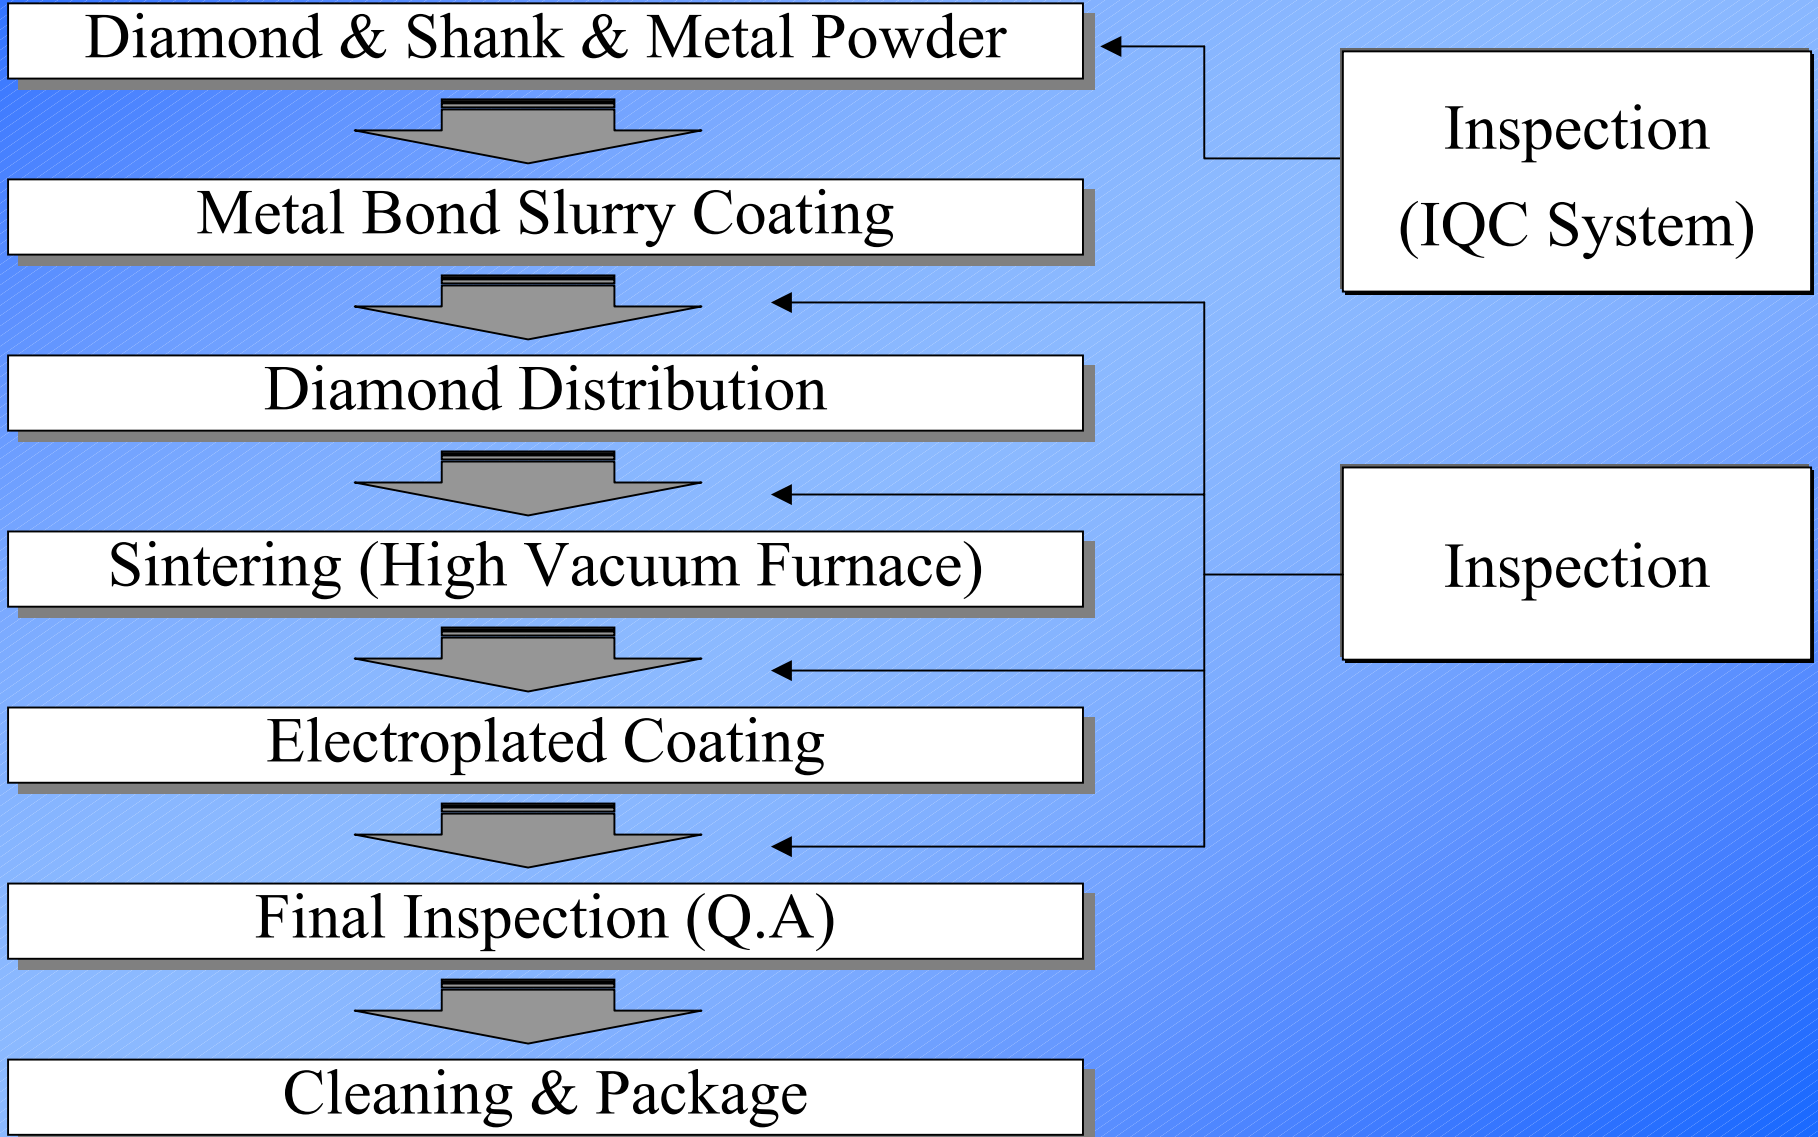 Diamond & Shank & Metal Powder
Inspection
(IQC System)
Metal Bond Slurry Coating
Diamond Distribution
Sintering (High Vacuum Furnace)
Inspection
Electroplated Coating
Final Inspection (Q.A)
Cleaning & Package